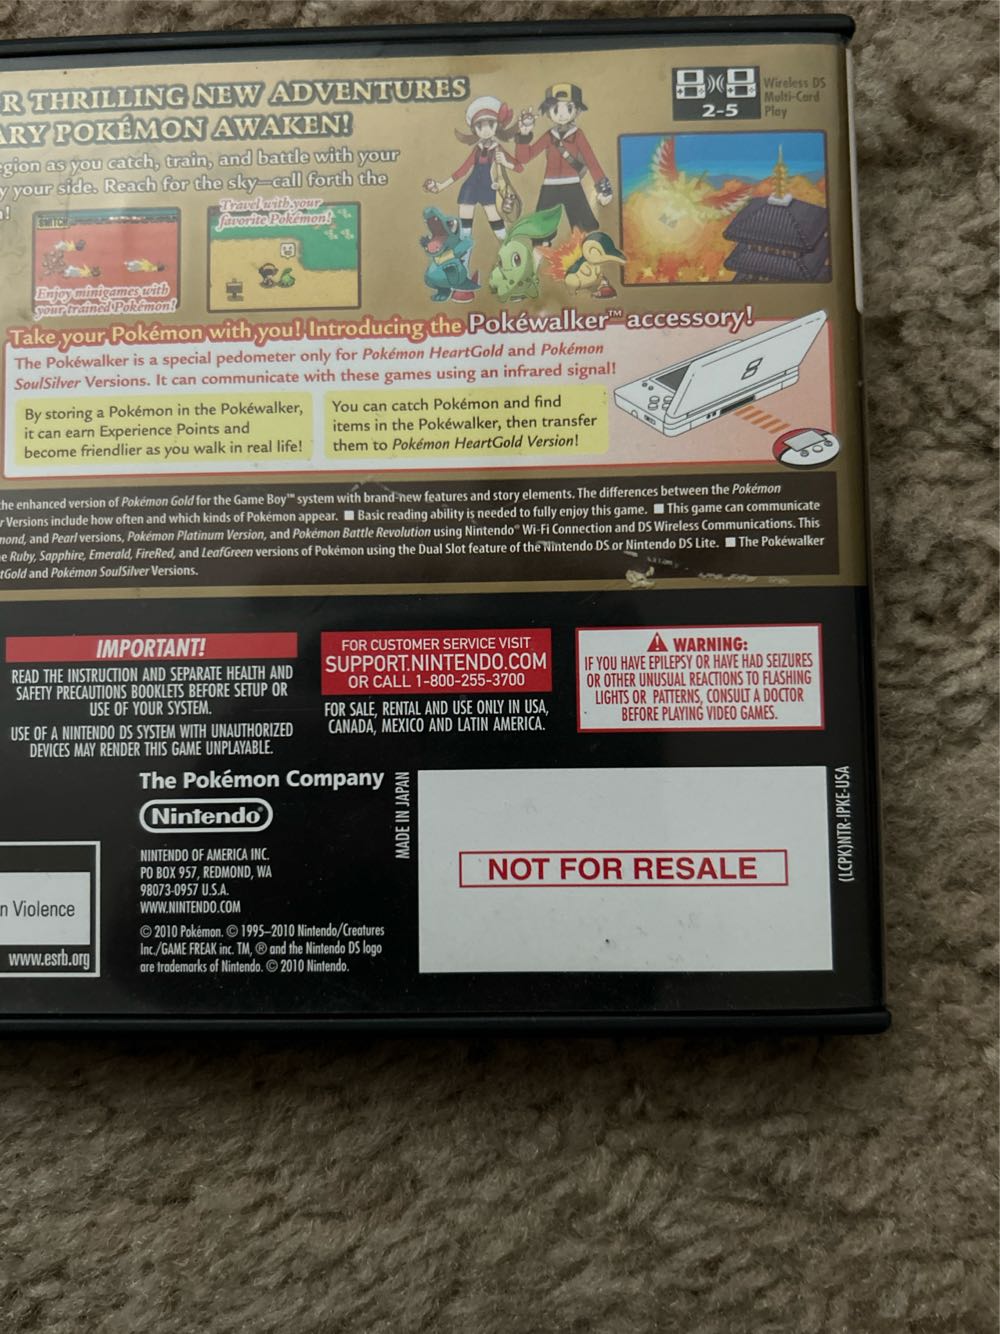 R THRILLING NEW ADVENTURES
ARY POKÉMON AWAKEN!
egion as you catch, train, and battle with your
y your side. Reach for the sky—call forth the
n!
Wireless DS
Multi-Card
Play
2-5
SWITCH
Enjoy minigames with
your trained Pokémon!
Travel with your
favorite Pokémon!
Take your Pokémon with you! Introducing the Pokéwalker™ accessory!
The Pokéwalker is a special pedometer only for Pokémon HeartGold and Pokémon
SoulSilver Versions. It can communicate with these games using an infrared signal!
By storing a Pokémon in the Pokéwalker,
it can earn Experience Points and
become friendlier as you walk in real life!
You can catch Pokémon and find
items in the Pokéwalker, then transfer
them to Pokémon HeartGold Version!
the enhanced version of Pokémon Gold for the Game Boy™ system with brand-new features and story elements. The differences between the Pokémon
r Versions include how often and which kinds of Pokémon appear. ■ Basic reading ability is needed to fully enjoy this game. ■ This game can communicate
mond, and Pearl versions, Pokémon Platinum Version, and Pokémon Battle Revolution using Nintendo® Wi-Fi Connection and DS Wireless Communications. This
e Ruby, Sapphire, Emerald, FireRed, and LeafGreen versions of Pokémon using the Dual Slot feature of the Nintendo DS or Nintendo DS Lite. ■ The Pokéwalker
tGold and Pokémon SoulSilver Versions.
IMPORTANT!
READ THE INSTRUCTION AND SEPARATE HEALTH AND
SAFETY PRECAUTIONS BOOKLETS BEFORE SETUP OR
USE OF YOUR SYSTEM.
USE OF A NINTENDO DS SYSTEM WITH UNAUTHORIZED
DEVICES MAY RENDER THIS GAME UNPLAYABLE.
FOR CUSTOMER SERVICE VISIT
SUPPORT.NINTENDO.COM
OR CALL 1-800-255-3700
FOR SALE, RENTAL AND USE ONLY IN USA,
CANADA, MEXICO AND LATIN AMERICA.
WARNING:
IF YOU HAVE EPILEPSY OR HAVE HAD SEIZURES
OR OTHER UNUSUAL REACTIONS TO FLASHING
LIGHTS OR PATTERNS, CONSULT A DOCTOR
BEFORE PLAYING VIDEO GAMES.
The Pokémon Company
Nintendo®
NINTENDO OF AMERICA INC.
PO BOX 957, REDMOND, WA
98073-0957 U.S.A.
WWW.NINTENDO.COM
© 2010 Pokémon. © 1995–2010 Nintendo/Creatures
Inc./GAME FREAK inc. TM, ® and the Nintendo DS logo
are trademarks of Nintendo. © 2010 Nintendo.
n Violence
www.esrb.org
MADE IN JAPAN
NOT FOR RESALE
(LCPK)NTR-IPKE-USA